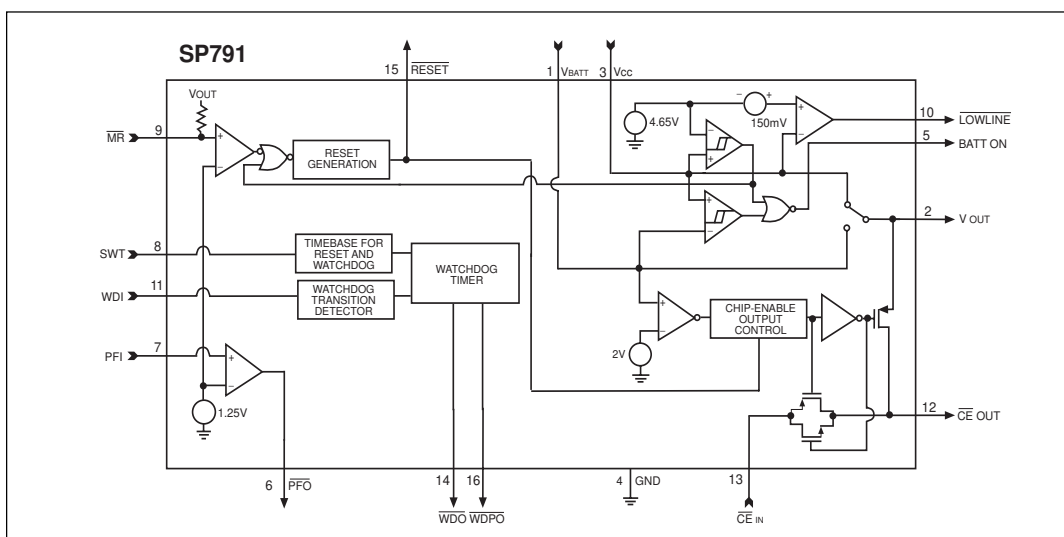 SP791
15 RESET
1 VBATT 3 Vcc
VOUT
9
MR
4.65V
150mV
10
LOWLINE
5
BATT ON
RESET
GENERATION
2
V OUT
8
SWT
TIMEBASE FOR
RESET AND
WATCHDOG
WATCHDOG
TIMER
11
WDI
WATCHDOG
TRANSITION
DETECTOR
CHIP-ENABLE
OUTPUT
CONTROL
7
PFI
2V
1.25V
12
CE OUT
6 PFO
14 16
WDO WDPO
4 GND
13
CE IN